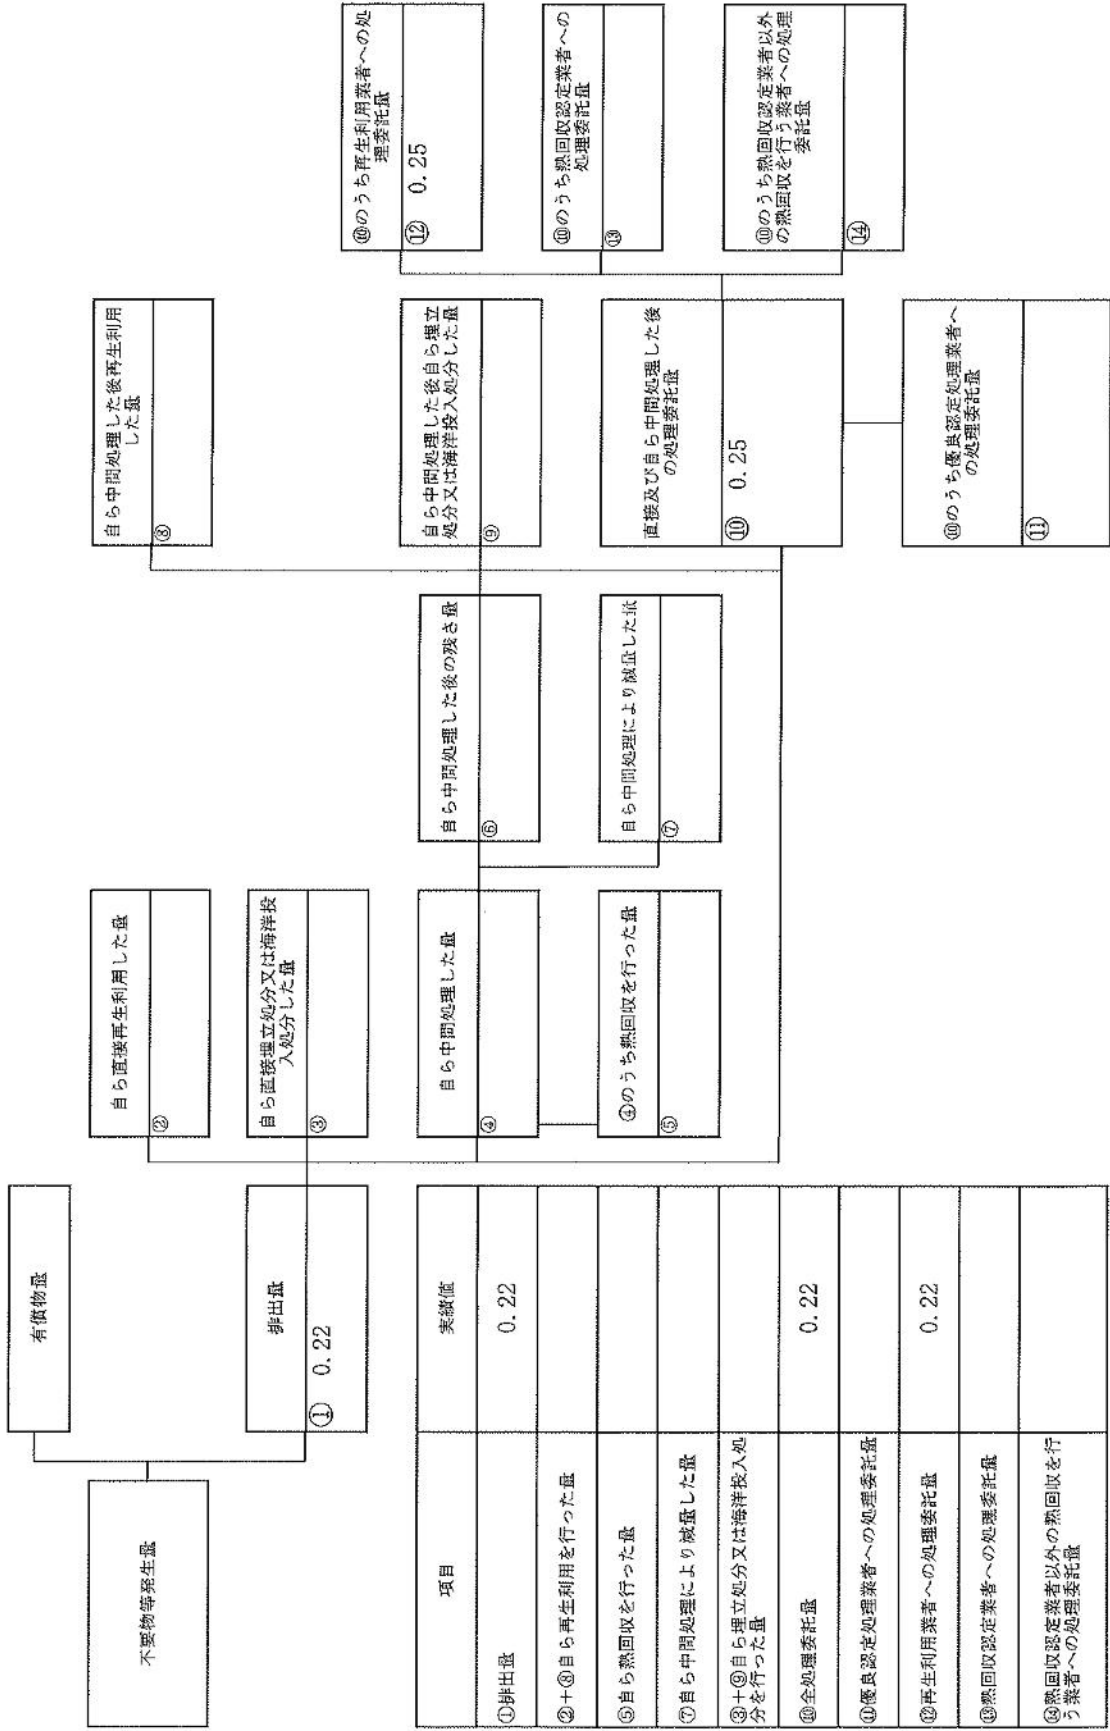 不要物等発生量
有償物量
排出量
① 0.22
自ら直接再生利用した量
②
自ら直接埋立処分又は海洋投
入処分した量
③
自ら中間処理した量
④
④のうち熱回収を行った量
⑤
自ら中間処理した後の残さ量
⑥
自ら中間処理により減量した量
⑦
自ら中間処理した後再生利用
した量
⑧
自ら中間処理した後自ら埋立
処分又は海洋投入処分した量
⑨
直接及び自ら中間処理した後
の処理委託量
⑩ 0.25
⑩のうち優良認定処理業者へ
の処理委託量
⑪
⑩のうち再生利用業者への処
理委託量
⑫ 0.25
⑩のうち熱回収認定業者への
処理委託量
⑬
⑩のうち熱回収認定業者以外
の熱回収を行う業者への処理
委託量
⑭
項目 実績値
①排出量 0.22
②+⑧自ら再生利用を行った量
⑤自ら熱回収を行った量
⑦自ら中間処理により減量した量
③+⑨自ら埋立処分又は海洋投入処
分を行った量
⑩全処理委託量 0.22
⑪優良認定処理業者への処理委託量
⑫再生利用業者への処理委託量 0.22
⑬熱回収認定業者への処理委託量
⑭熱回収認定業者以外の熱回収を行
う業者への処理委託量